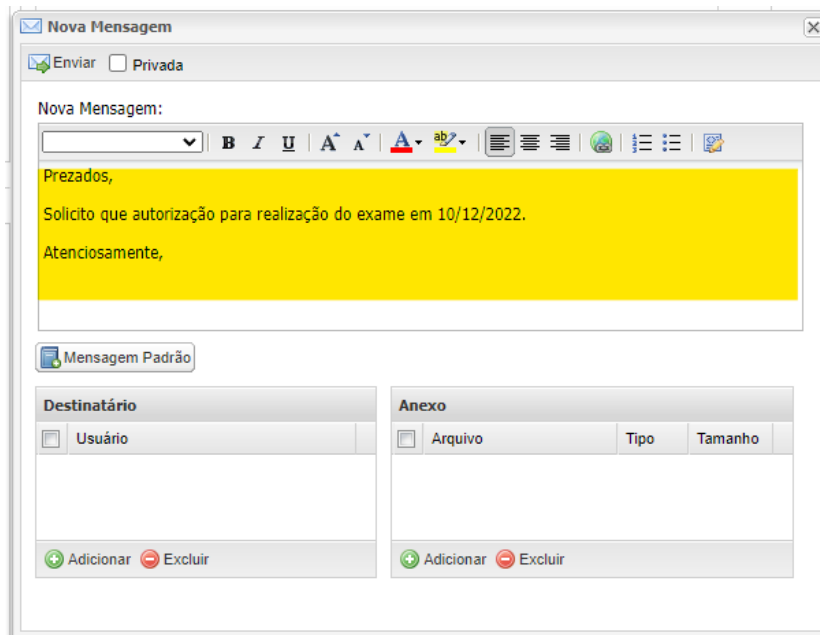 Nova Mensagem
Enviar Privada
Nova Mensagem:
B I U A A A ab
Prezados,
Solicito que autorização para realização do exame em 10/12/2022.
Atenciosamente,
Mensagem Padrão
Destinatário
Usuário
Adicionar Excluir
Anexo
Arquivo Tipo Tamanho
Adicionar Excluir